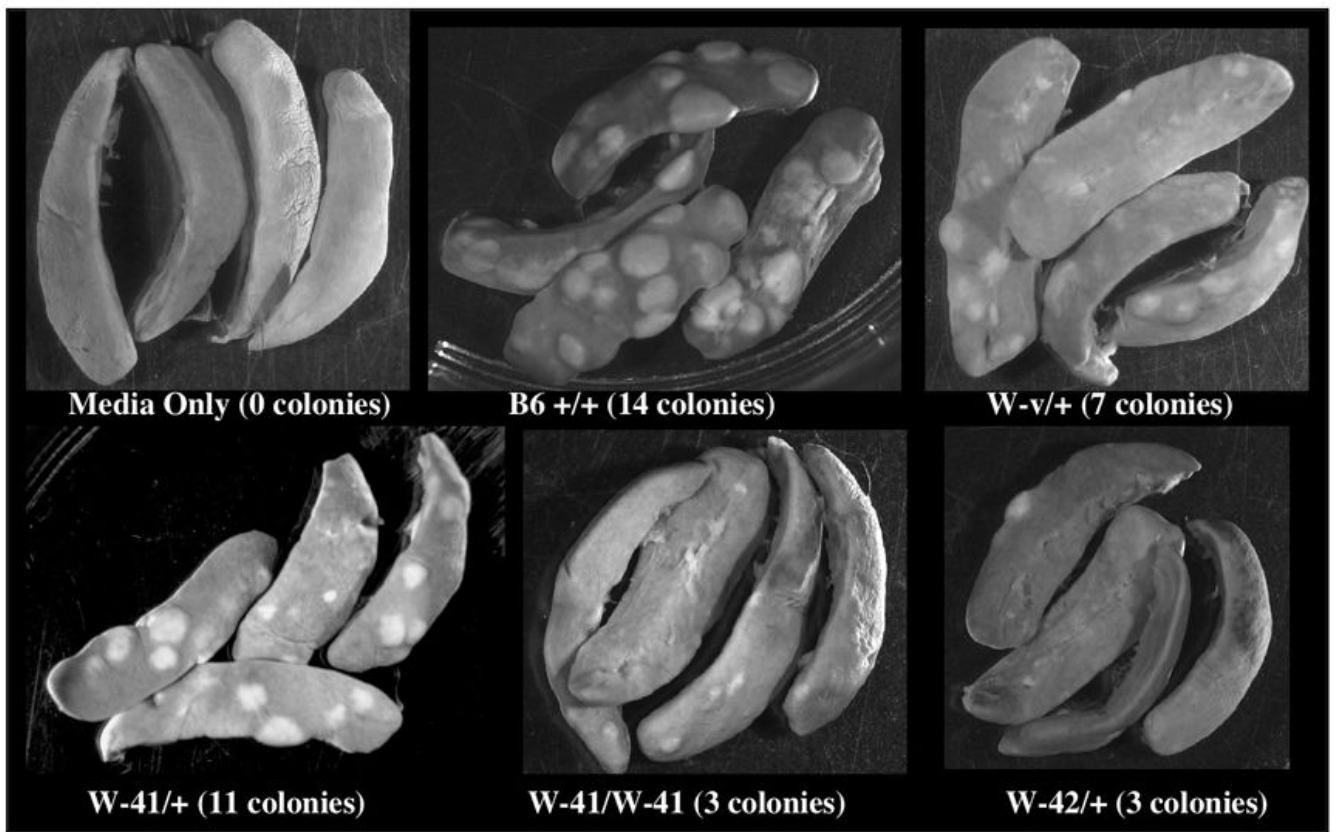 Media Only (0 colonies)
B6 +/+ (14 colonies)
W-v/+ (7 colonies)
W-41/+ (11 colonies)
W-41/W-41 (3 colonies)
W-42/+ (3 colonies)